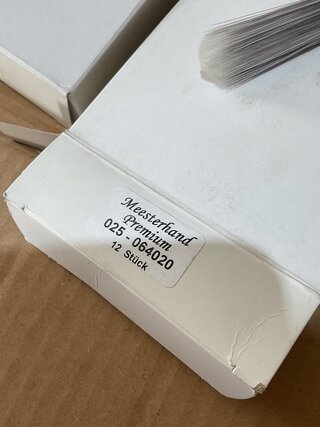 Meesterhand
Premium
025 - 064020
12 Stück